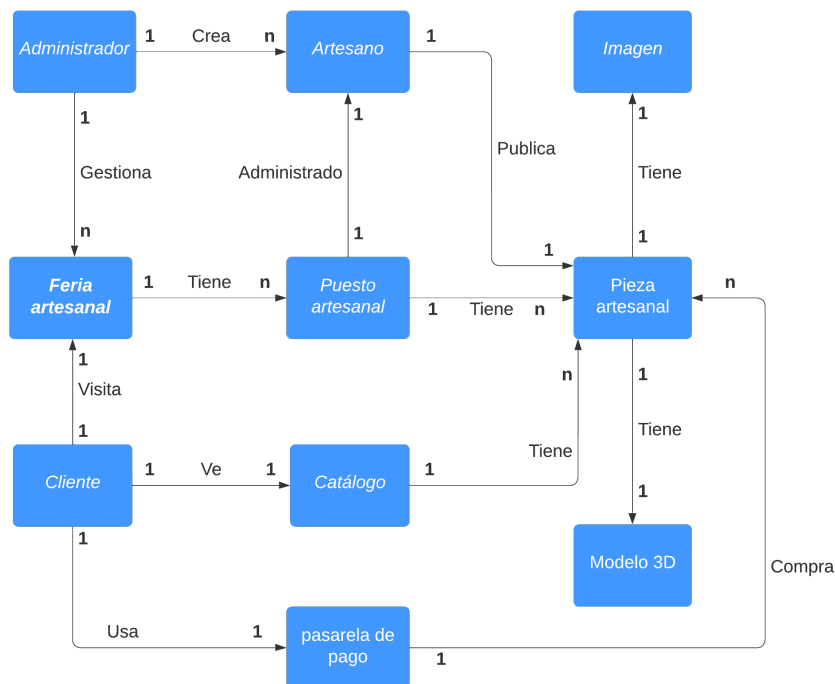 Administrador
1
Crea
n
Artesano
1
Imagen
1
Gestiona
n
1
Administrado
1
Publica
1
1
Tiene
1
Feria
artesanal
1
Tiene
n
Puesto
artesanal
1
Tiene
n
Pieza
artesanal
n
1
Visita
1
n
Tiene
1
Tiene
1
Cliente
1
Ve
1
Catálogo
1
1
Modelo 3D
Compra
Usa
1
pasarela de
pago
1